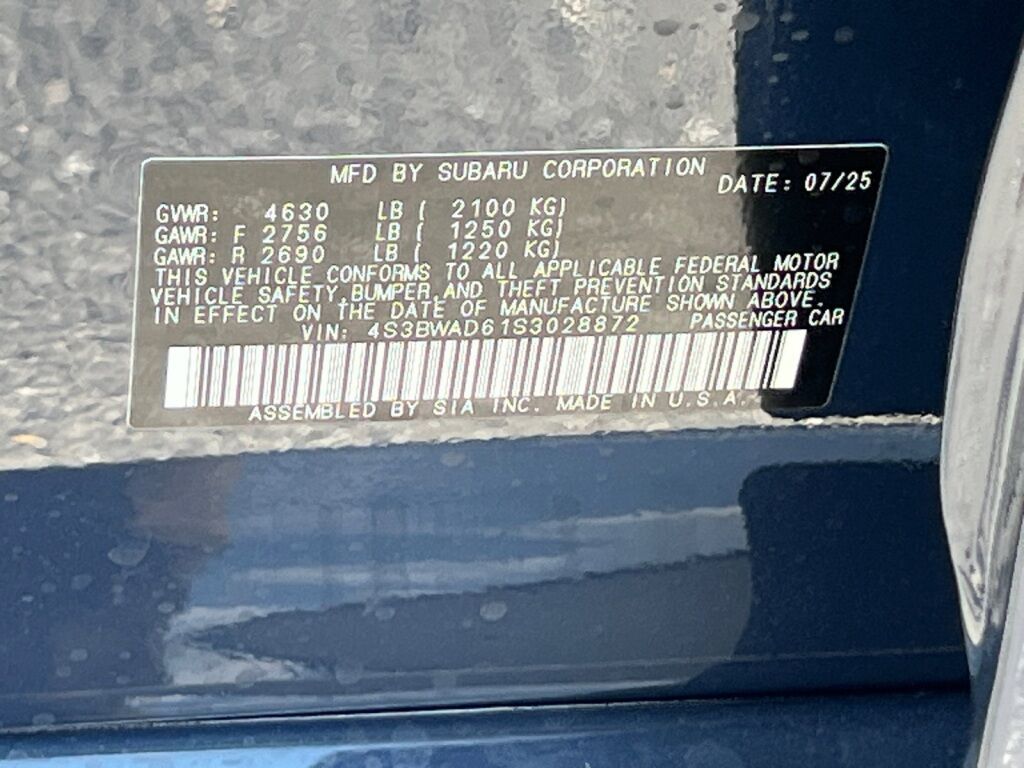 MFD BY SUBARU CORPORATION DATE: 07/25
GVWR: 4630 LB ( 2100 KG)
GAWR: F 2756 LB ( 1250 KG)
GAWR: R 2690 LB ( 1220 KG)
THIS VEHICLE CONFORMS TO ALL APPLICABLE FEDERAL MOTOR
VEHICLE SAFETY, BUMPER, AND THEFT PREVENTION STANDARDS
IN EFFECT ON THE DATE OF MANUFACTURE SHOWN ABOVE.
VIN: 4S3BWAD61S3028872 PASSENGER CAR
ASSEMBLED BY SIA INC. MADE IN U.S.A.